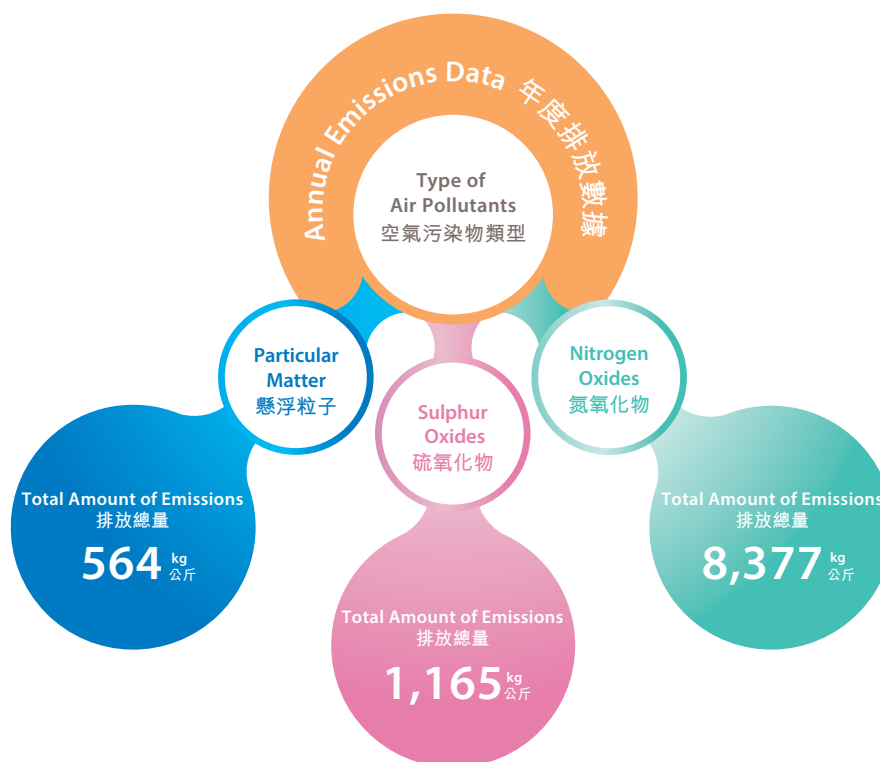 Annual Emissions Data 年度排放數據
Type of
Air Pollutants
空氣污染物類型
Particular
Matter
懸浮粒子
Sulphur
Oxides
硫氧化物
Nitrogen
Oxides
氮氧化物
Total Amount of Emissions
排放總量
564 kg
公斤
Total Amount of Emissions
排放總量
1,165 kg
公斤
Total Amount of Emissions
排放總量
8,377 kg
公斤